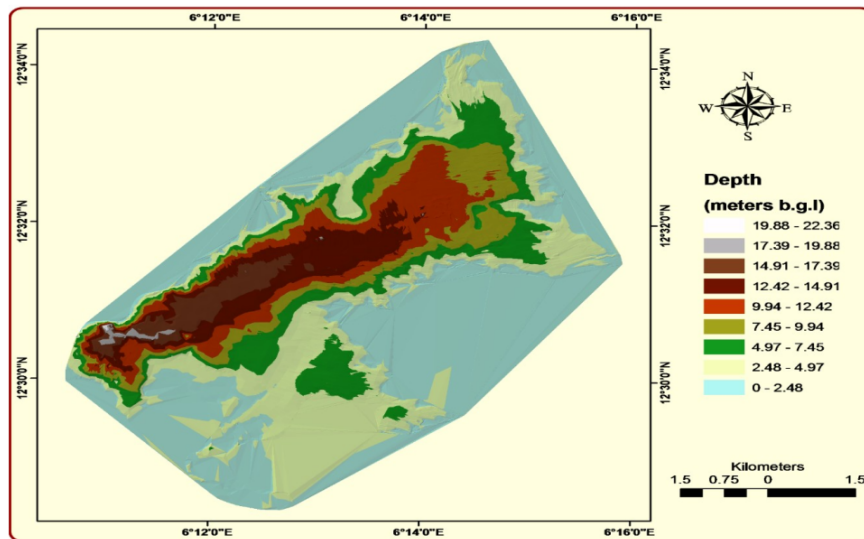 6°12'0"E 6°14'0"E 6°16'0"E
12°34'0"N 12°34'0"N
N
W E
S
Depth
(meters b.g.l)
19.88 - 22.36
17.39 - 19.88
14.91 - 17.39
12.42 - 14.91
9.94 - 12.42
7.45 - 9.94
4.97 - 7.45
2.48 - 4.97
0 - 2.48
12°32'0"N 12°32'0"N
12°30'0"N 12°30'0"N
Kilometers
1.5 0.75 0 1.5
6°12'0"E 6°14'0"E 6°16'0"E